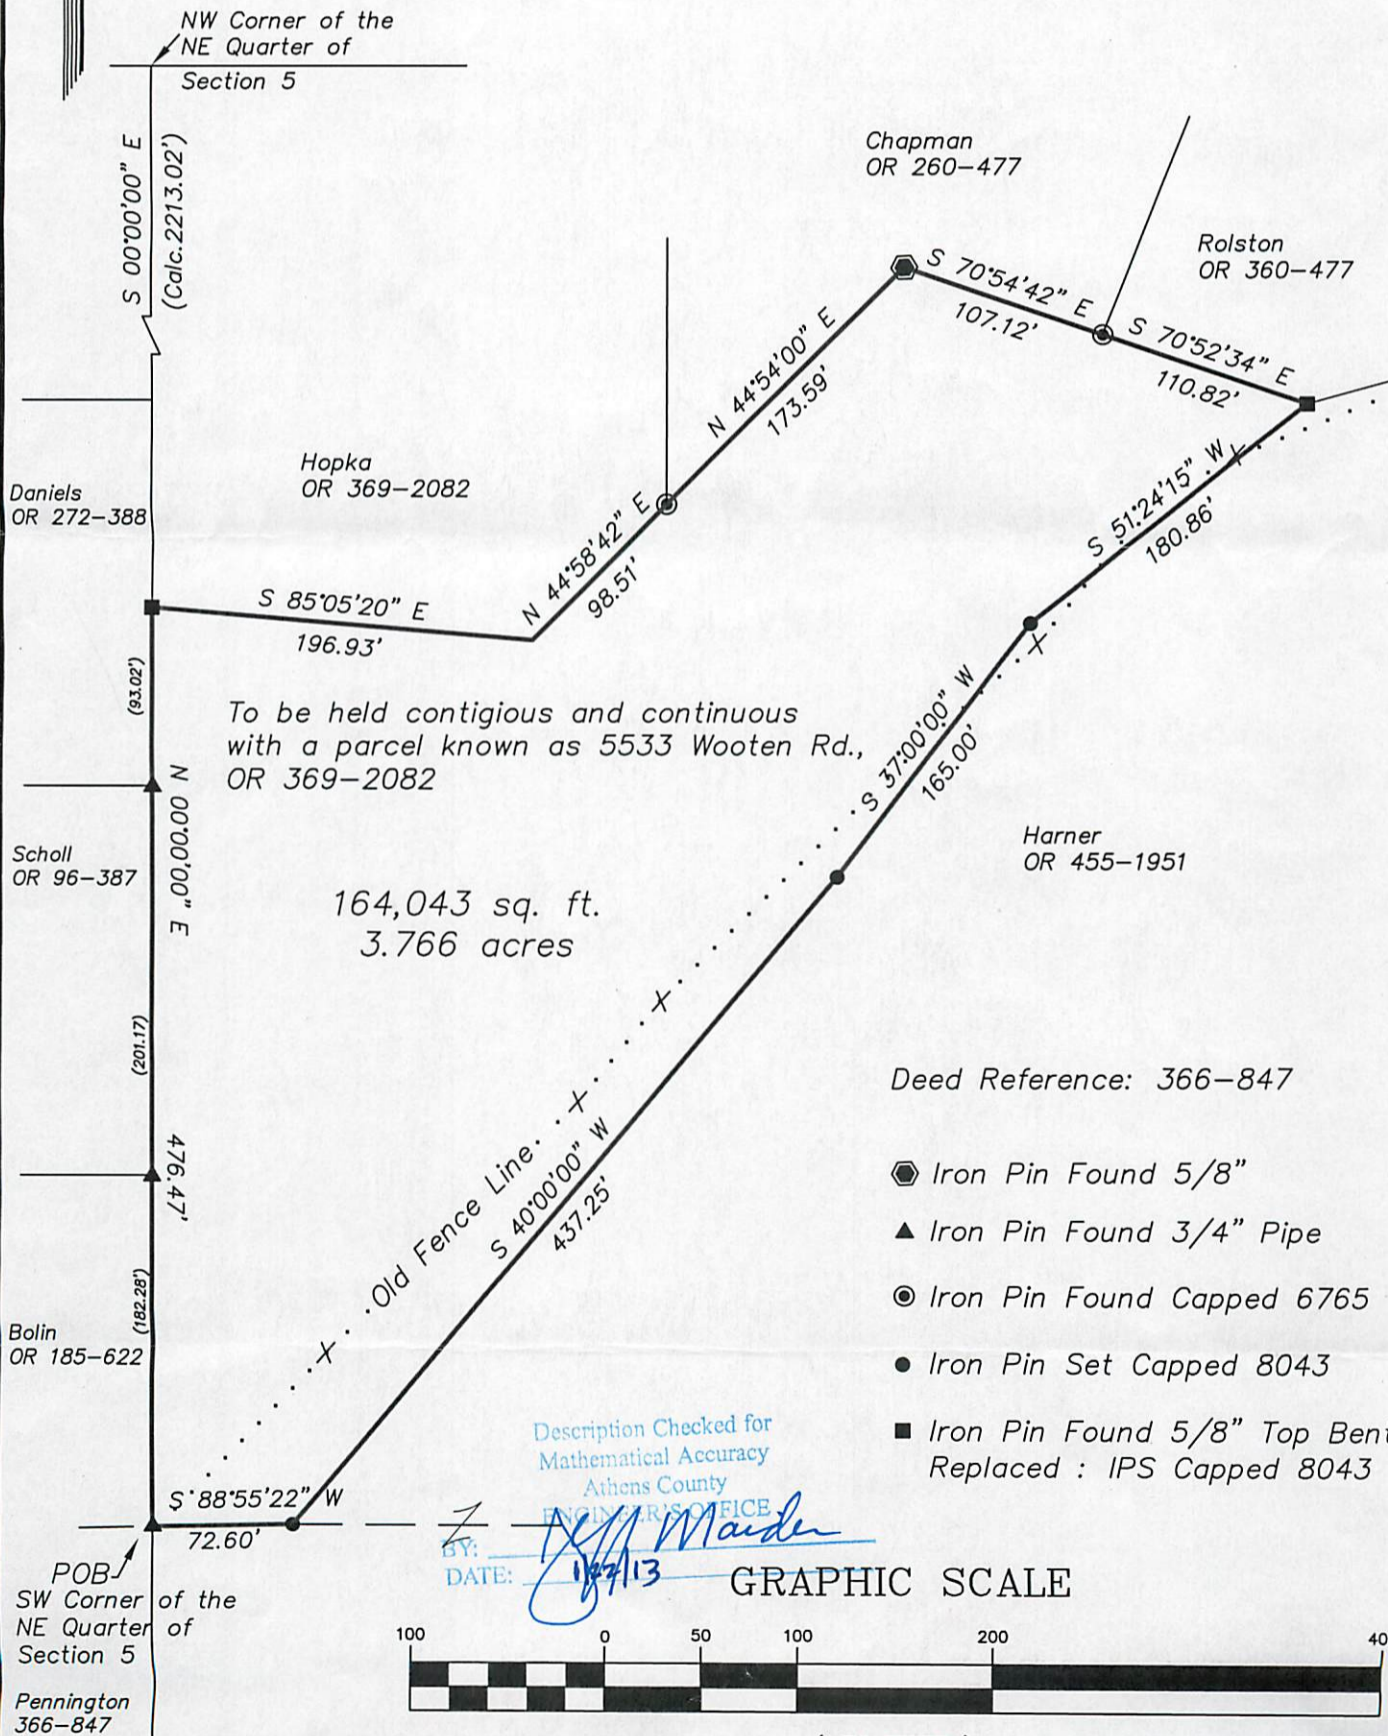 NW Corner of the
NE Quarter of
Section 5
S 00°00'00" E
(Calc.2213.02')
Chapman
OR 260-477
Rolston
OR 360-477
S 70°54'42" E
107.12'
S 70°52'34" E
110.82'
N 44°54'00" E
173.59'
Hopka
OR 369-2082
Daniels
OR 272-388
N 44°58'42" E
98.51'
S 51°24'15" W
180.86'
S 85°05'20" E
196.93'
(93.02')
To be held contigious and continuous
with a parcel known as 5533 Wooten Rd.,
OR 369-2082
S 37°00'00" W
165.00'
N 00°00'00" E
476.47'
Harner
OR 455-1951
Scholl
OR 96-387
164,043 sq. ft.
3.766 acres
(201.17)
Deed Reference: 366-847
Old Fence Line
S 40°00'00" W
437.25'
Iron Pin Found 5/8"
Iron Pin Found 3/4" Pipe
Iron Pin Found Capped 6765
Iron Pin Set Capped 8043
Iron Pin Found 5/8" Top Bent
Replaced : IPS Capped 8043
(182.28')
Bolin
OR 185-622
Description Checked for
Mathematical Accuracy
Athens County
ENGINEER'S OFFICE
BY:
DATE: 1/22/13
S 88°55'22" W
72.60'
POB
SW Corner of the
NE Quarter of
Section 5
Pennington
366-847
GRAPHIC SCALE
100 0 50 100 200 40